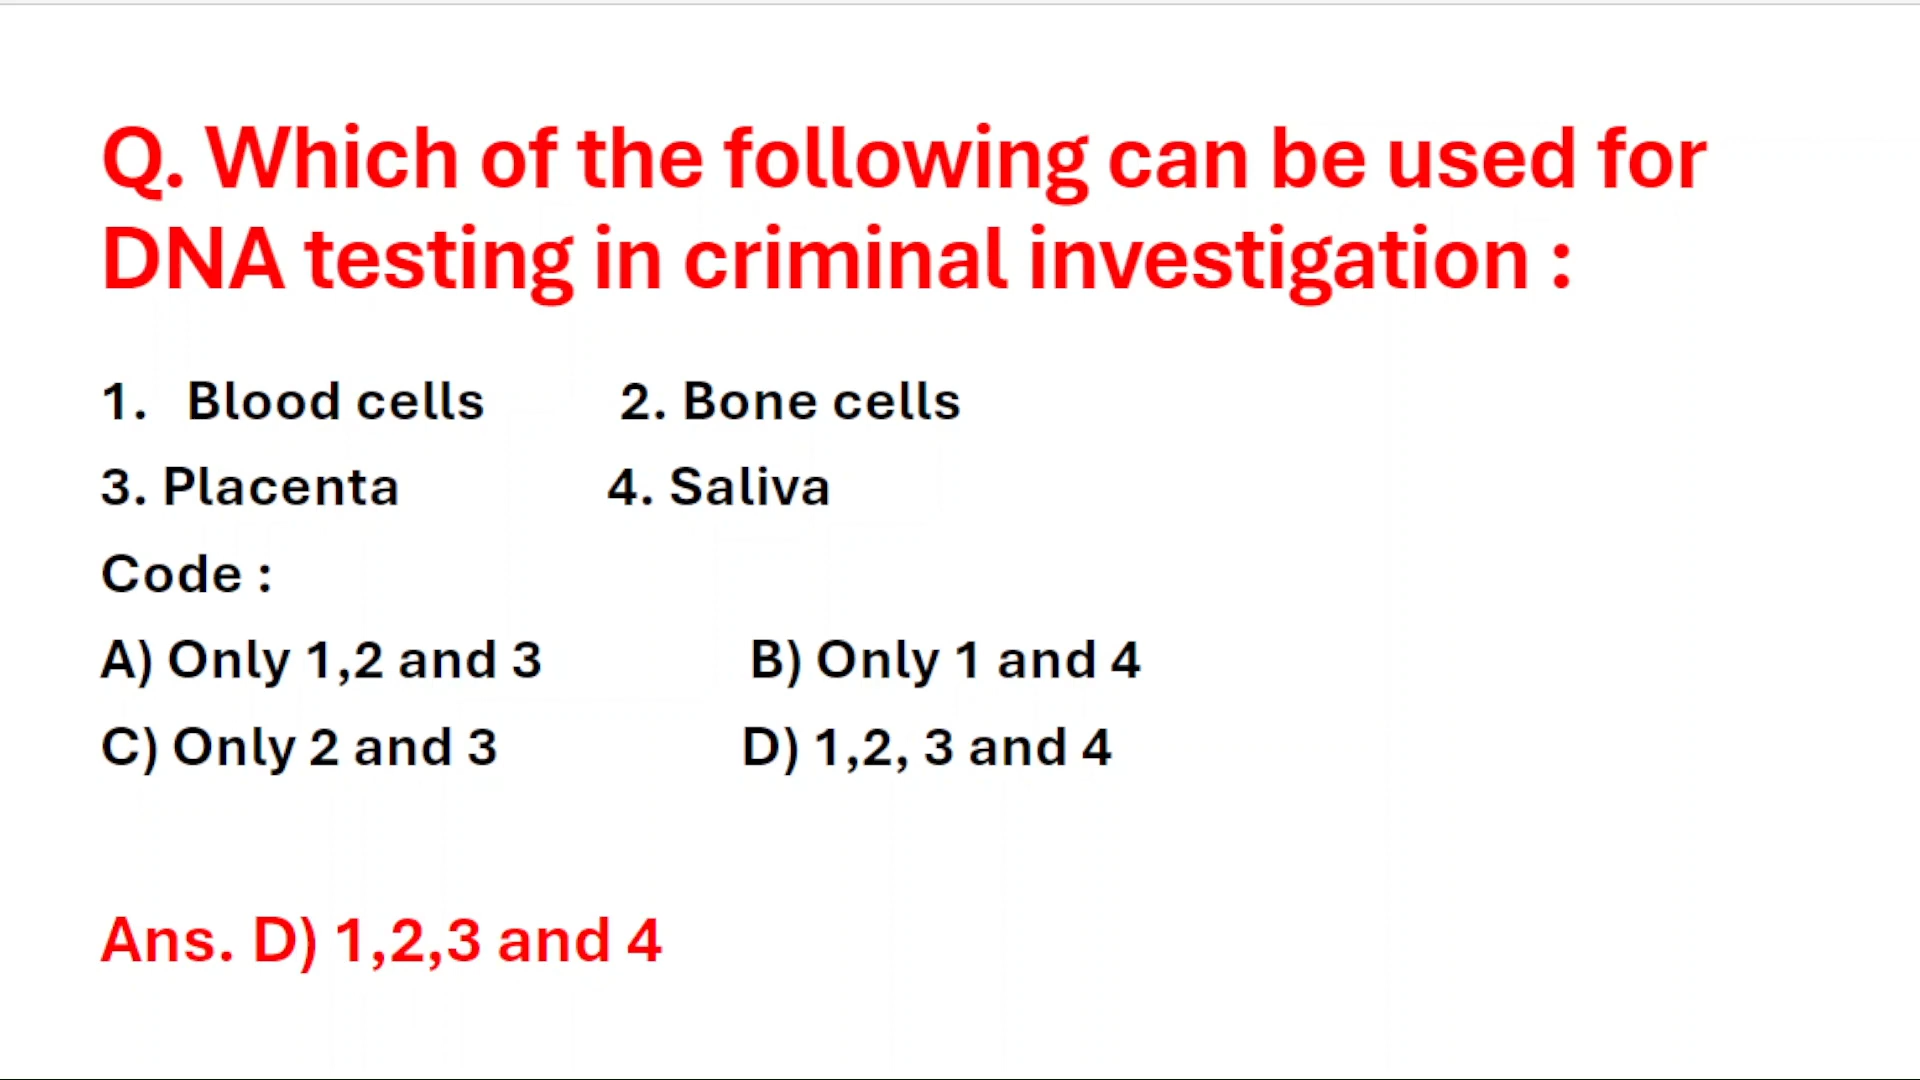 Q. Which of the following can be used for
DNA testing in criminal investigation :
1. Blood cells 2. Bone cells
3. Placenta 4. Saliva
Code :
A) Only 1,2 and 3 B) Only 1 and 4
C) Only 2 and 3 D) 1,2, 3 and 4
Ans. D) 1,2,3 and 4